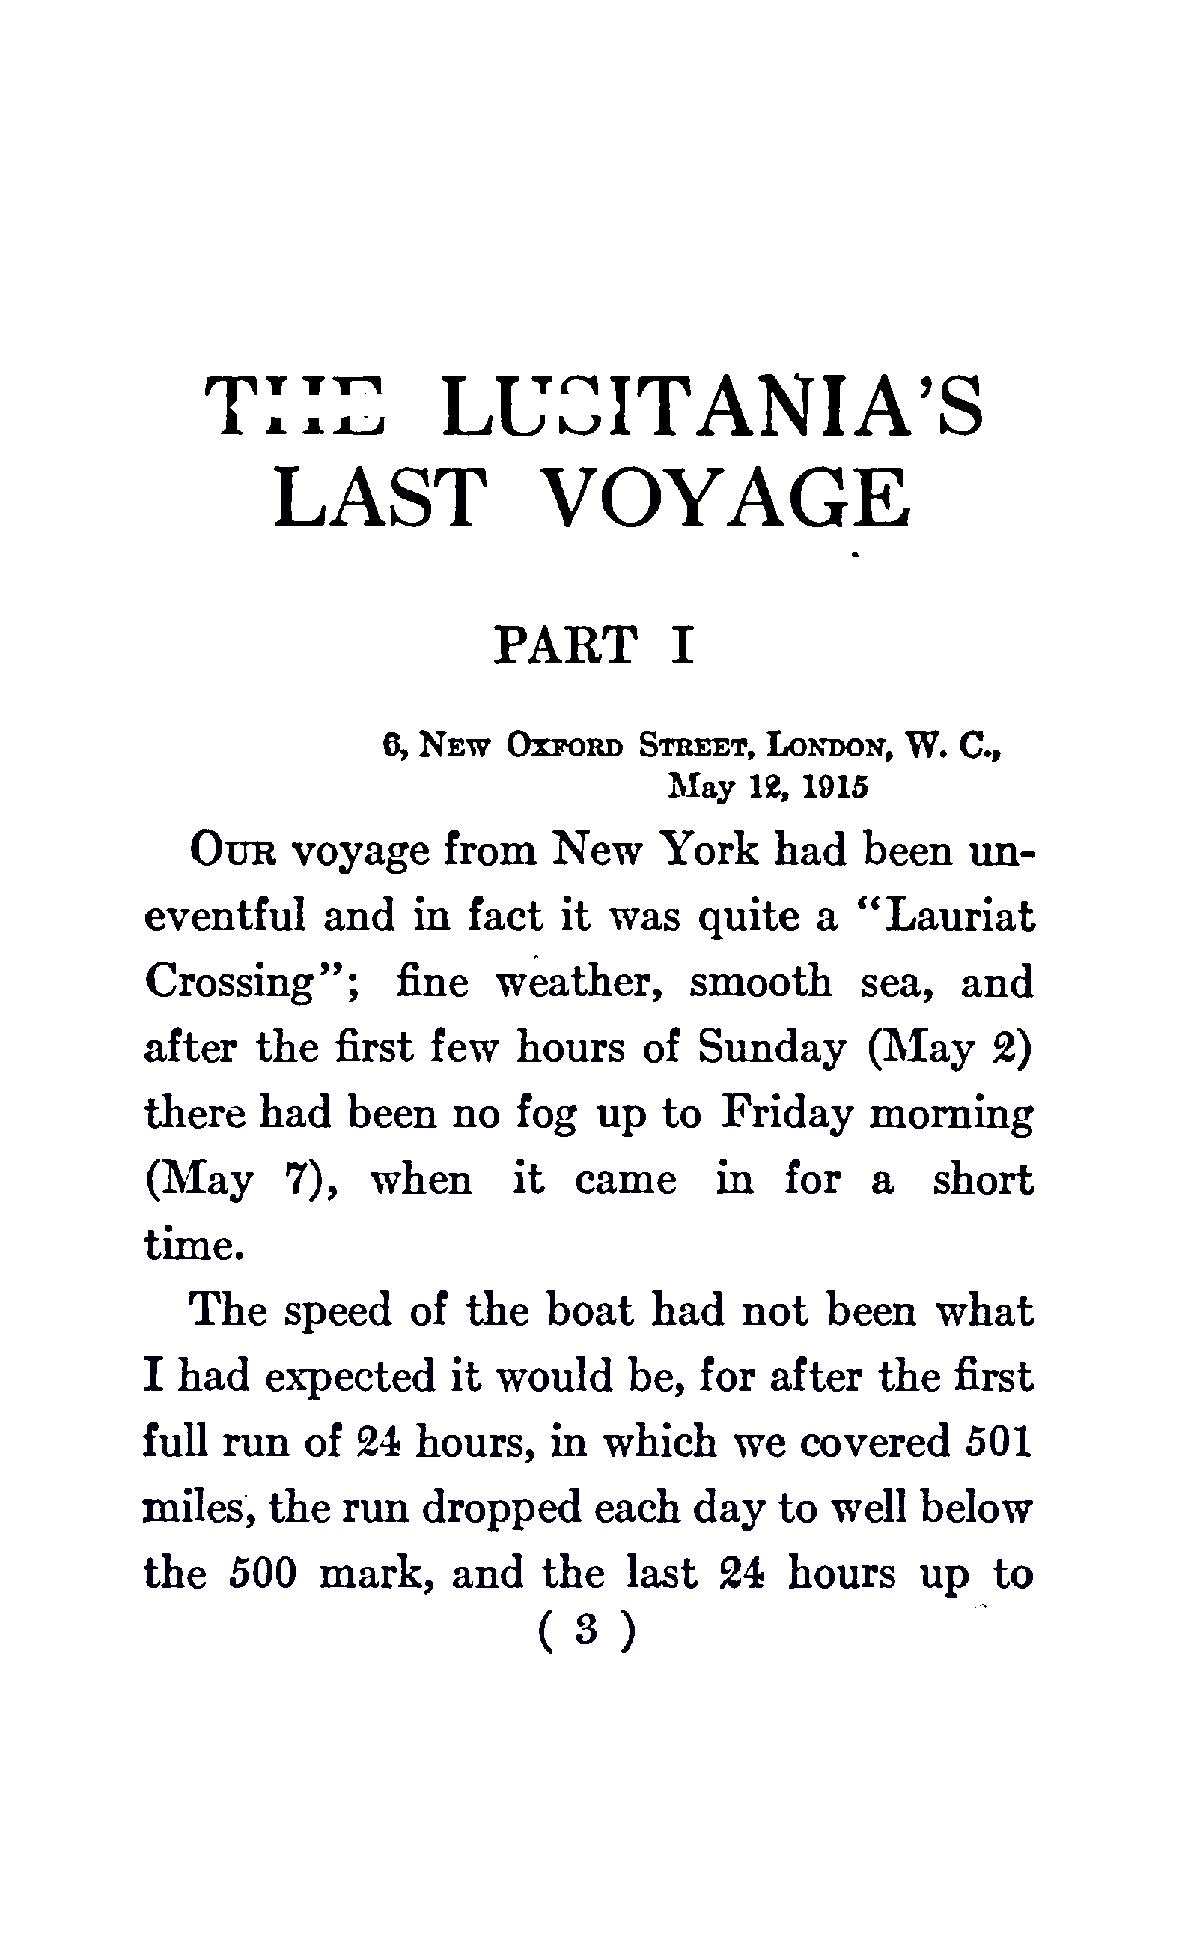 THE LUSITANIA'S
LAST VOYAGE
PART I
6, New Oxford Street, London, W. C.,
May 12, 1915
Our voyage from New York had been un-
eventful and in fact it was quite a “Lauriat
Crossing”; fine weather, smooth sea, and
after the first few hours of Sunday (May 2)
there had been no fog up to Friday morning
(May 7), when it came in for a short
time.
The speed of the boat had not been what
I had expected it would be, for after the first
full run of 24 hours, in which we covered 501
miles, the run dropped each day to well below
the 500 mark, and the last 24 hours up to
( 3 )